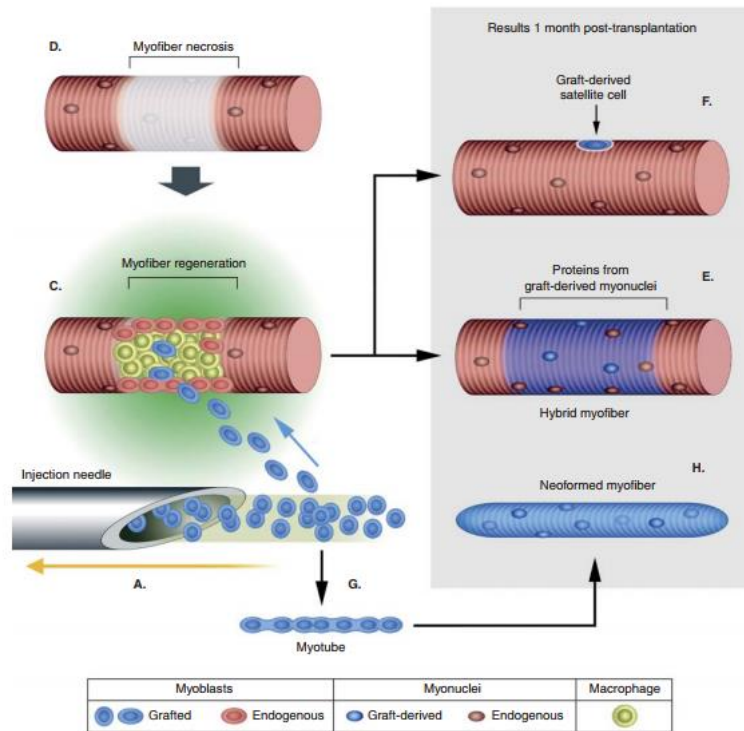 D.
Myofiber necrosis
Results 1 month post-transplantation
Graft-derived
satellite cell
F.
Myofiber regeneration
C.
Proteins from
graft-derived myonuclei
E.
Hybrid myofiber
Injection needle
H.
Neoformed myofiber
A.
G.
Myotube
Myoblasts
Myonuclei
Macrophage
Grafted
Endogenous
Graft-derived
Endogenous